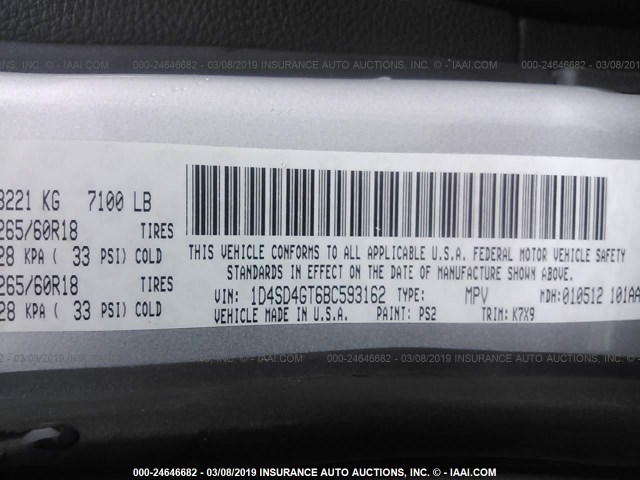 000-24646682 - 03/08/2019 INSURANCE AUTO AUCTIONS, INC. - © IAAI.COM
3221 KG 7100 LB
265/60R18 TIRES
28 KPA ( 33 PSI) COLD
265/60R18 TIRES
28 KPA ( 33 PSI) COLD
THIS VEHICLE CONFORMS TO ALL APPLICABLE U.S.A. FEDERAL MOTOR VEHICLE SAFETY
STANDARDS IN EFFECT ON THE DATE OF MANUFACTURE SHOWN ABOVE.
VIN: 1D4SD4GT6BC593162 TYPE: MPV MDH:010512 101AA
VEHICLE MADE IN U.S.A. PAINT: PS2 TRIM: K7X9
000-24646682 - 03/08/2019 INSURANCE AUTO AUCTIONS, INC. - © IAAI.COM
000-24646682 - 03/08/2019 INSURANCE AUTO AUCTIONS, INC. - © IAAI.COM